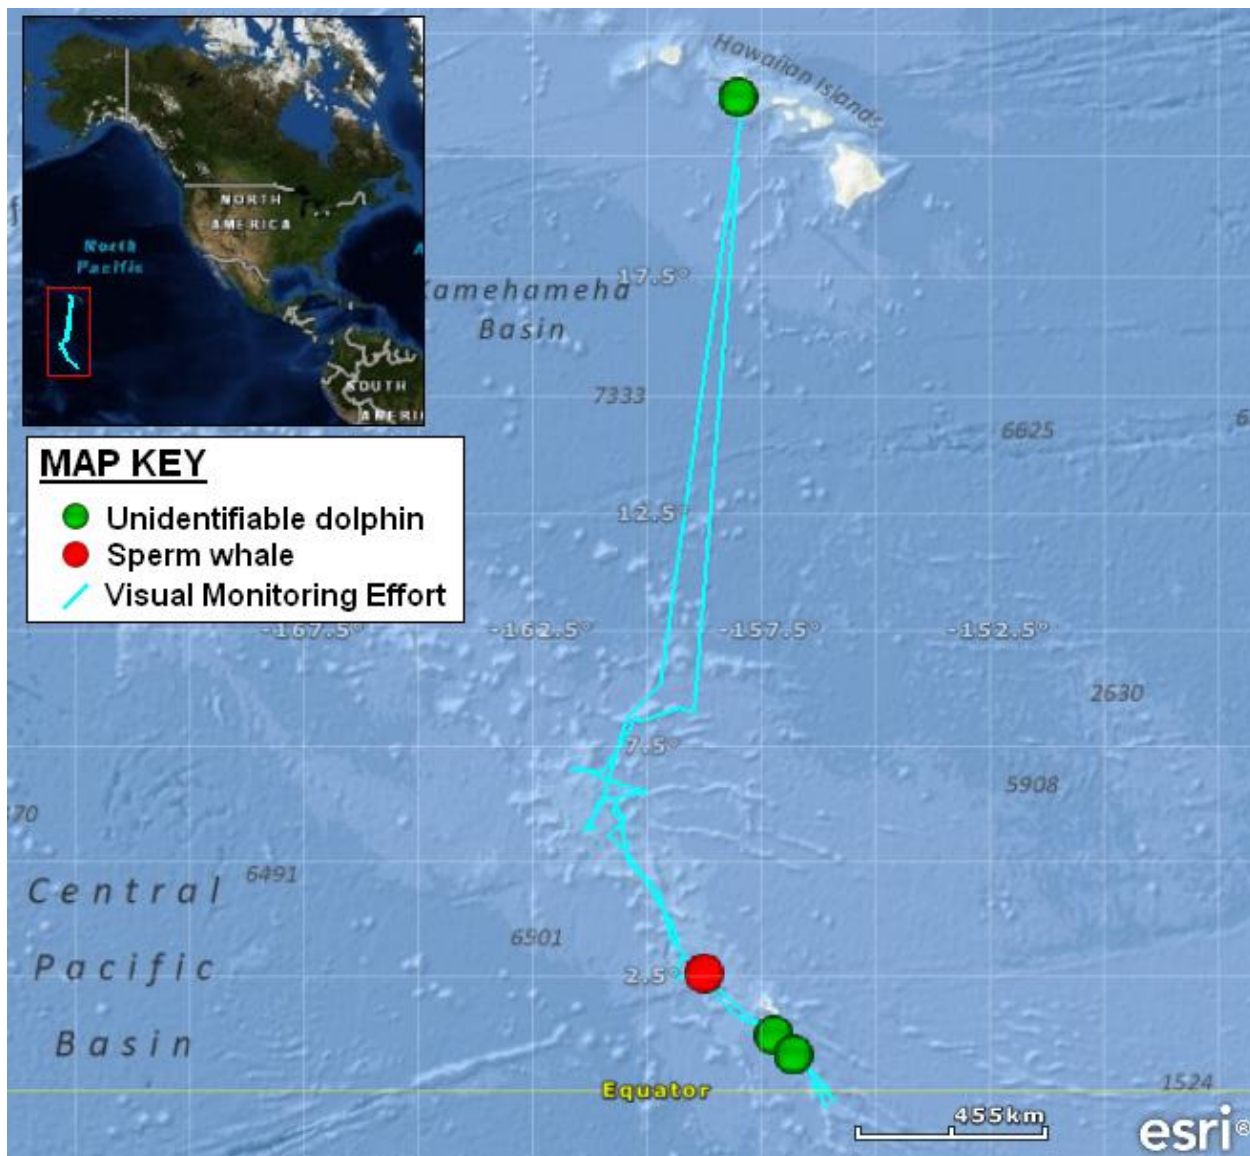 Hawaiian Islands
NORTH
AMERICA
North
Pacific
SOUTH
17.5°
Kamehameha
Basin
7333
6625
MAP KEY
Unidentifiable dolphin
Sperm whale
Visual Monitoring Effort
12.5°
-167.5°
-162.5°
-157.5°
-152.5°
2630
7.5°
5908
70
Central
Pacific
Basin
6491
6901
2.5°
Equator
1524
455km
esri®